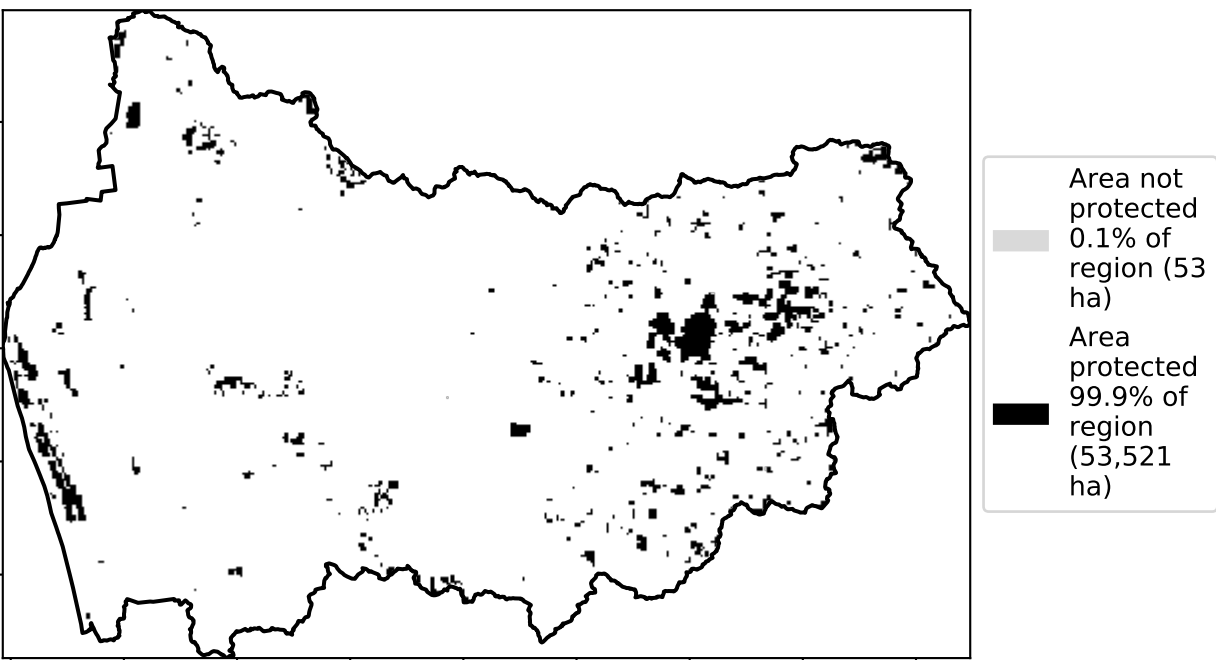 Area not
protected
0.1% of
region (53
ha)
Area
protected
99.9% of
region
(53,521
ha)